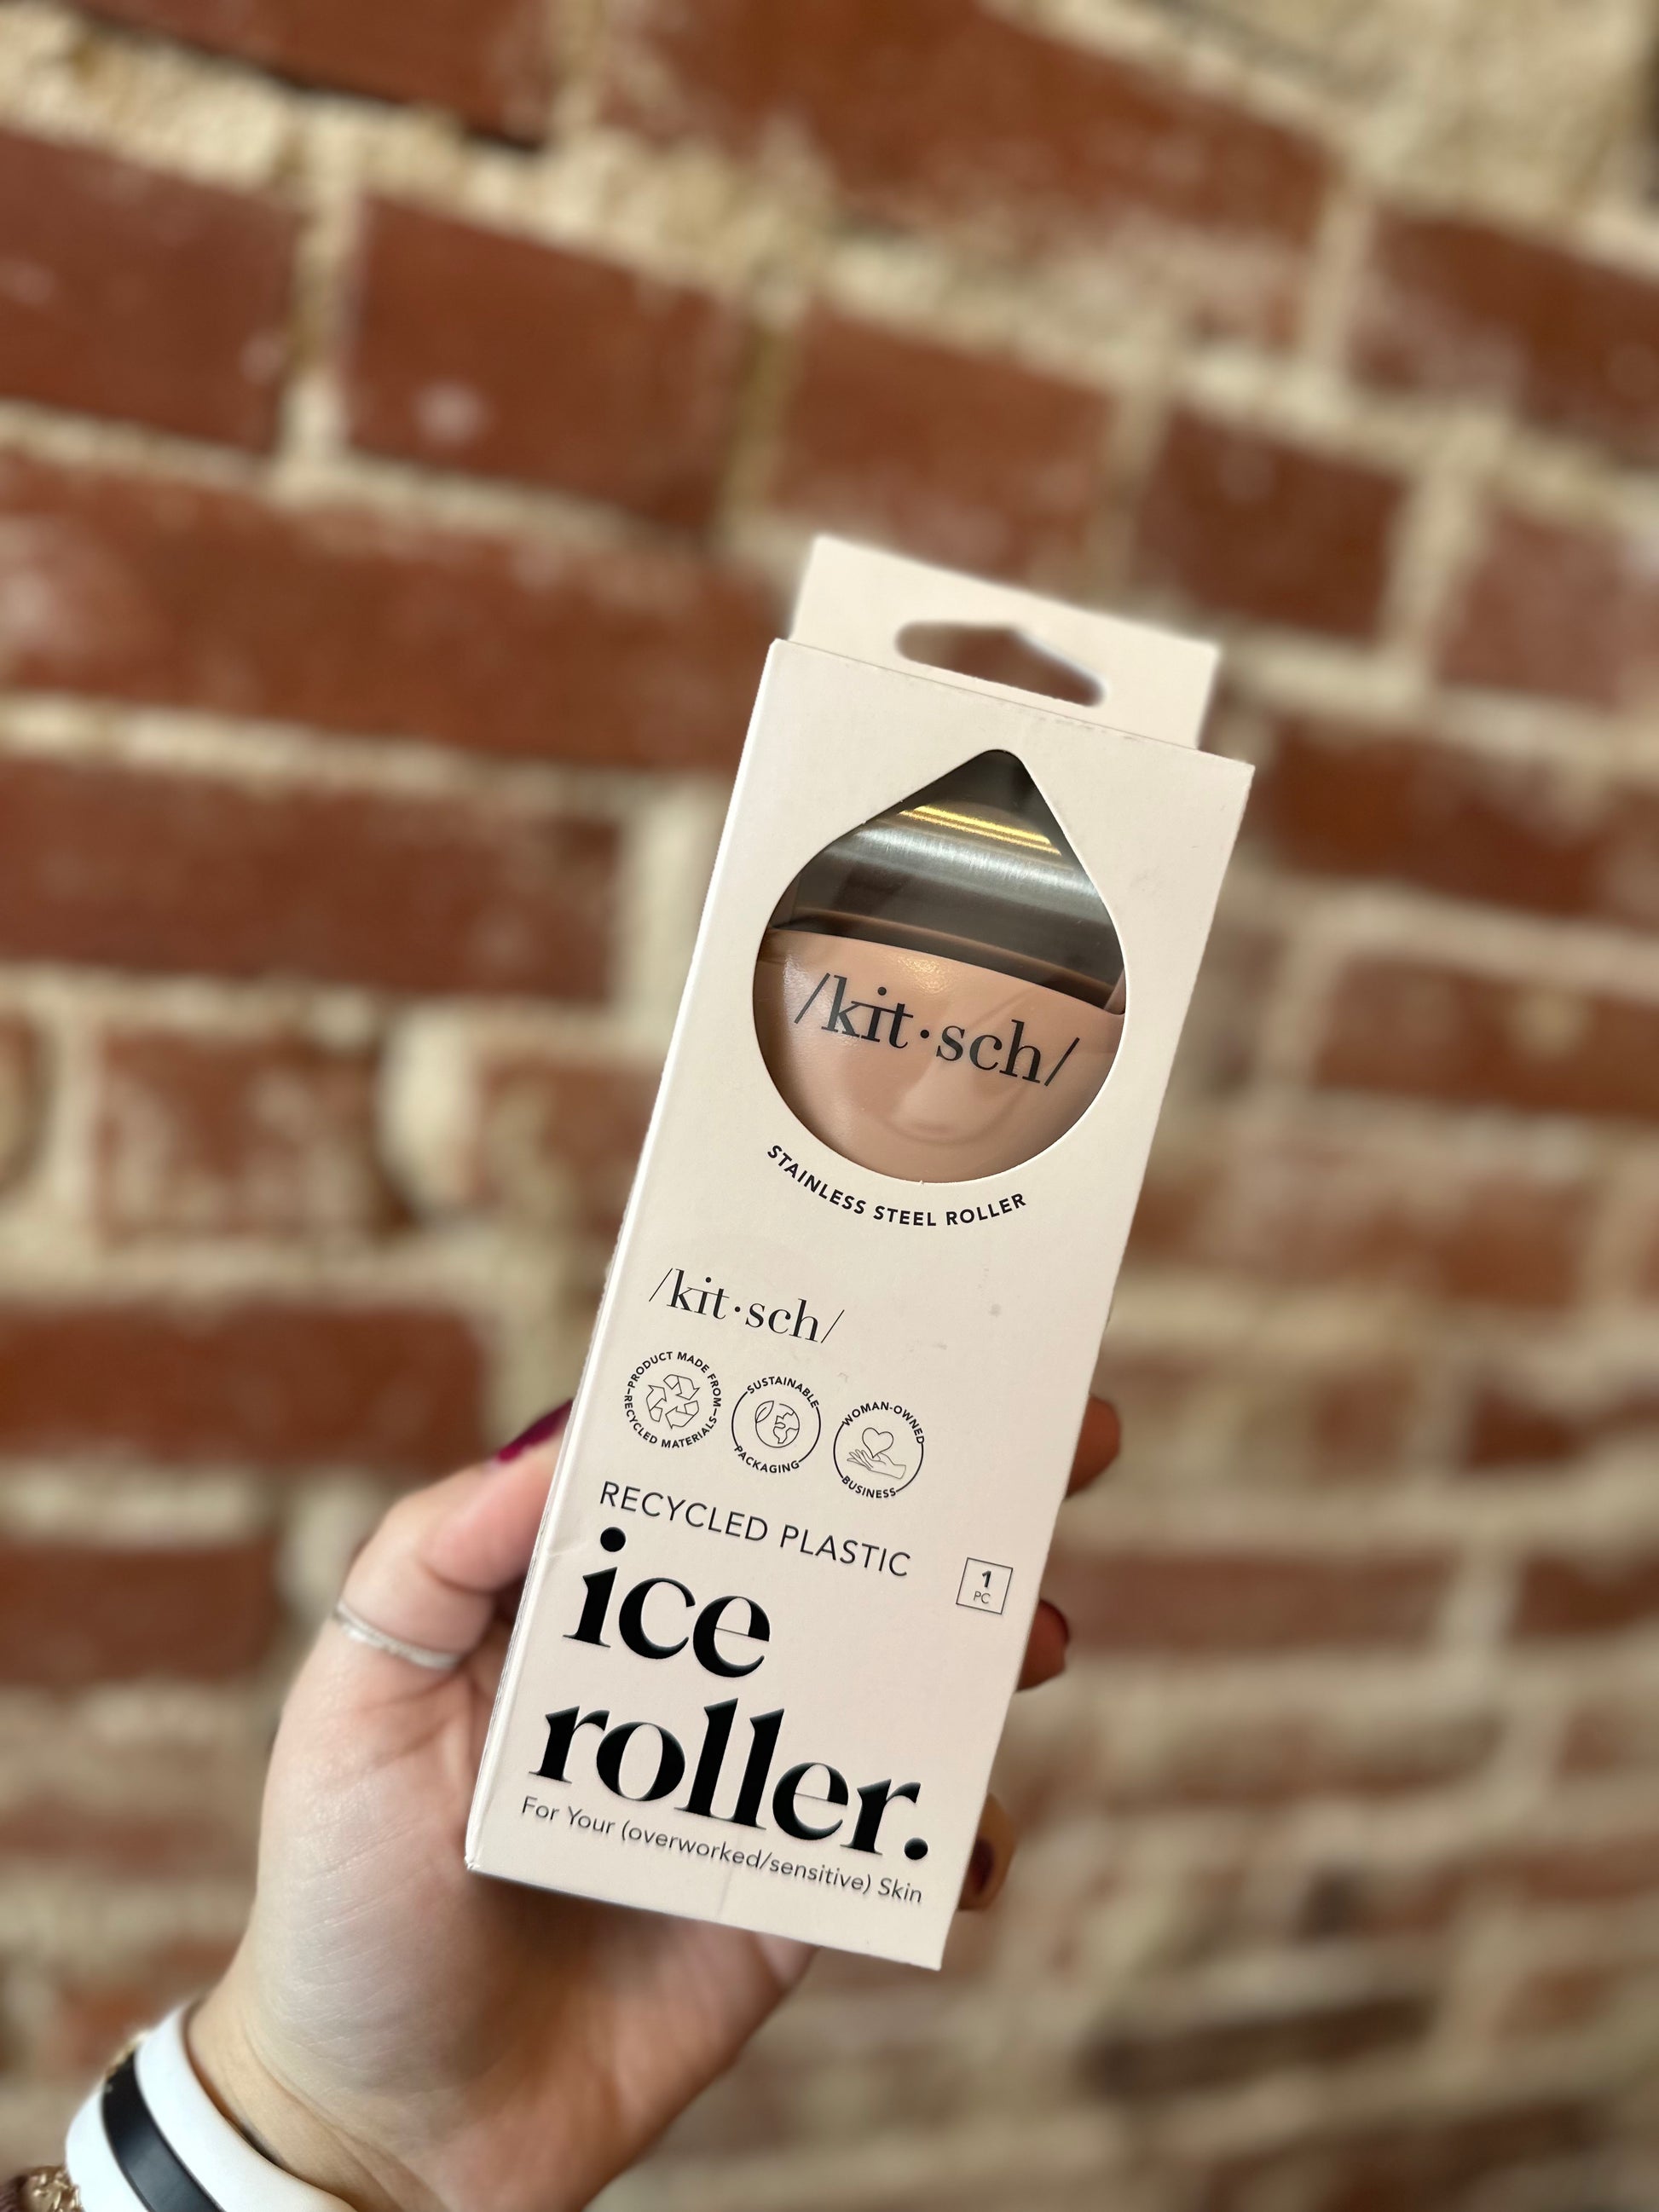 /kit·sch/
STAINLESS STEEL ROLLER
/kit·sch/
PRODUCT MADE FROM
RECYCLED MATERIALS
SUSTAINABLE
PACKAGING
WOMAN-OWNED
BUSINESS
RECYCLED PLASTIC
1
PC
ice
roller.
For Your (overworked/sensitive) Skin